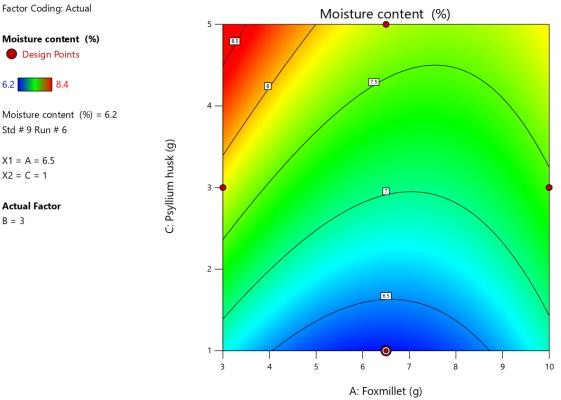 Factor Coding: Actual
Moisture content (%)
Moisture content (%)
Design Points
6.2 8.4
Moisture content (%) = 6.2
Std # 9 Run # 6
X1 = A = 6.5
X2 = C = 1
Actual Factor
B = 3
C: Psyllium husk (g)
5
4
3
2
1
8.5
8
7.5
7
6.5
3 4 5 6 7 8 9 10
A: Foxmillet (g)